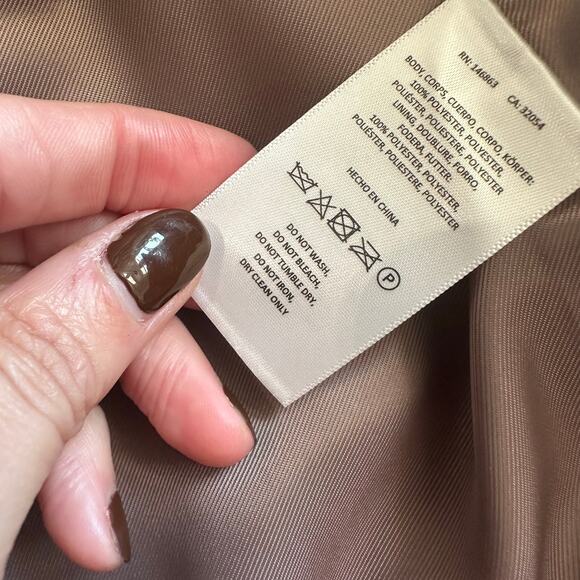 RN: 146863 CA: 32054
BODY, CORPS, CUERPO, CORPO, KÖRPER:
100% POLYESTER, POLYESTER,
POLIÉSTER, POLIESTERE, POLYESTER
LINING, DOUBLURE, FORRO,
FODERA, FUTTER:
100% POLYESTER, POLYESTER,
POLIÉSTER, POLIESTERE, POLYESTER
HECHO EN CHINA
P
DO NOT WASH,
DO NOT BLEACH,
DO NOT TUMBLE DRY,
DO NOT IRON,
DRY CLEAN ONLY